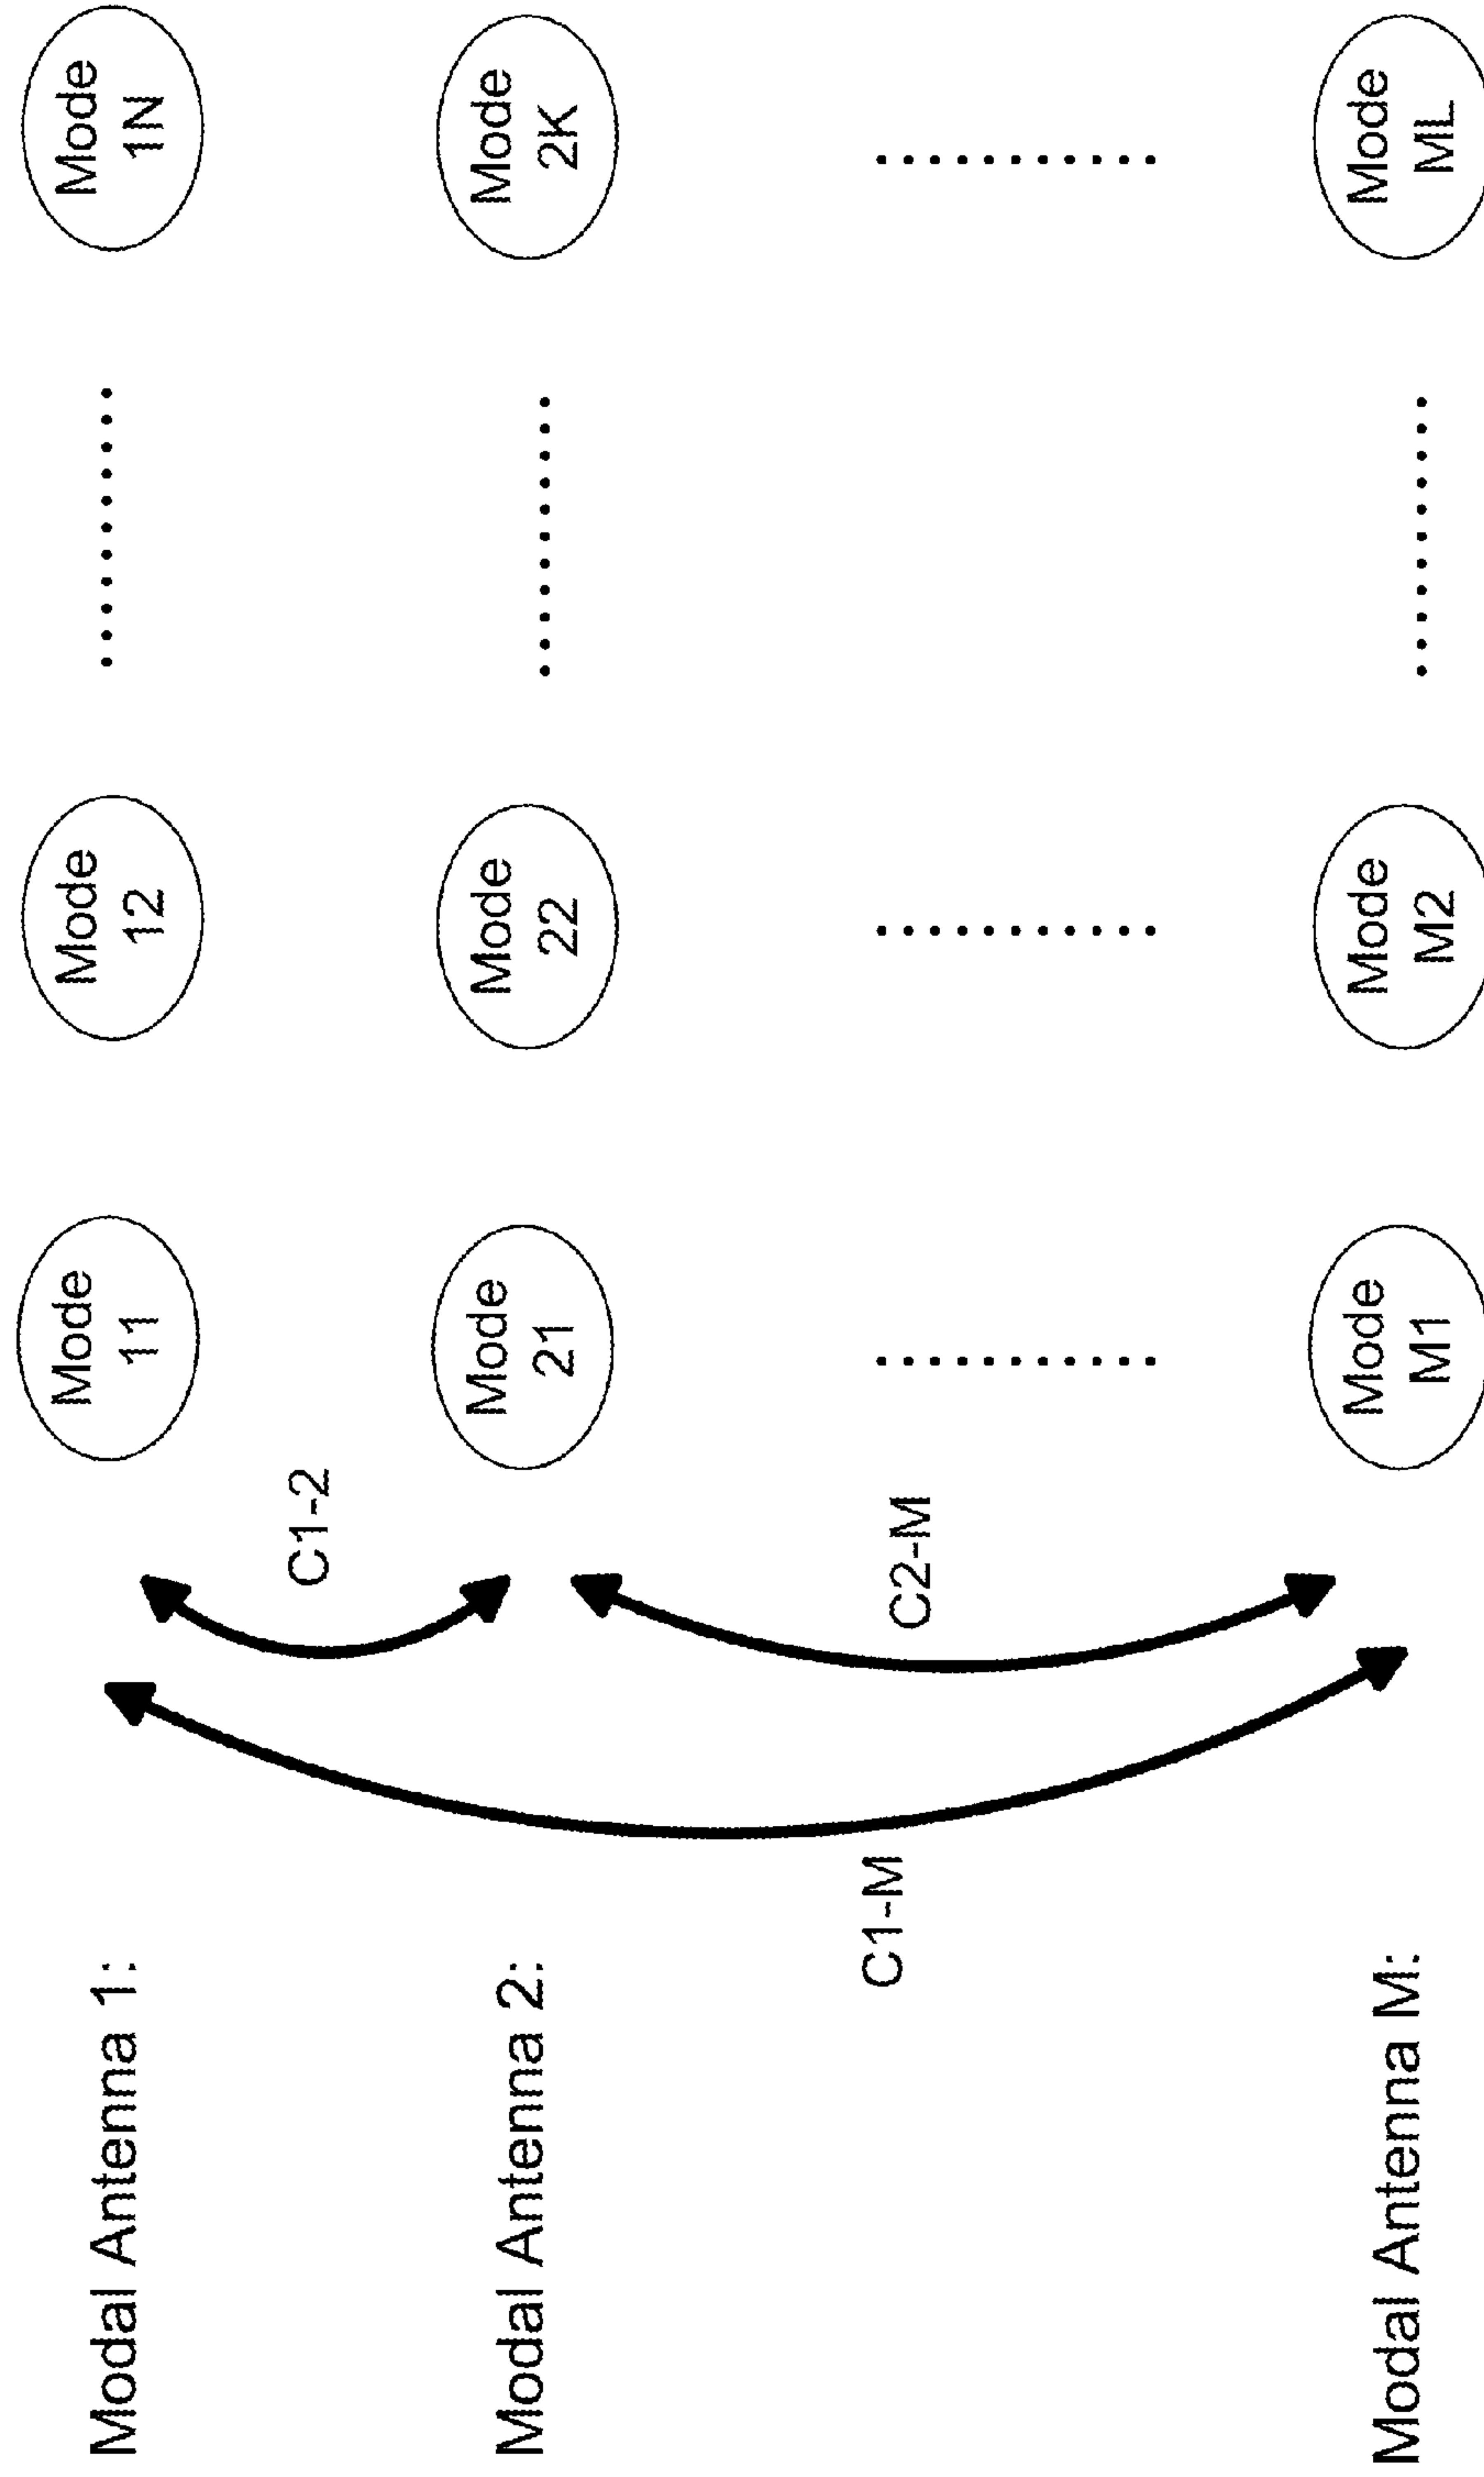 Modal Antenna 1:
Mode
11
Mode
12
Mode
1N
C1-2
Modal Antenna 2:
Mode
21
Mode
22
Mode
2K
C1-M
C2-M
Modal Antenna M:
Mode
M1
Mode
M2
Mode
ML